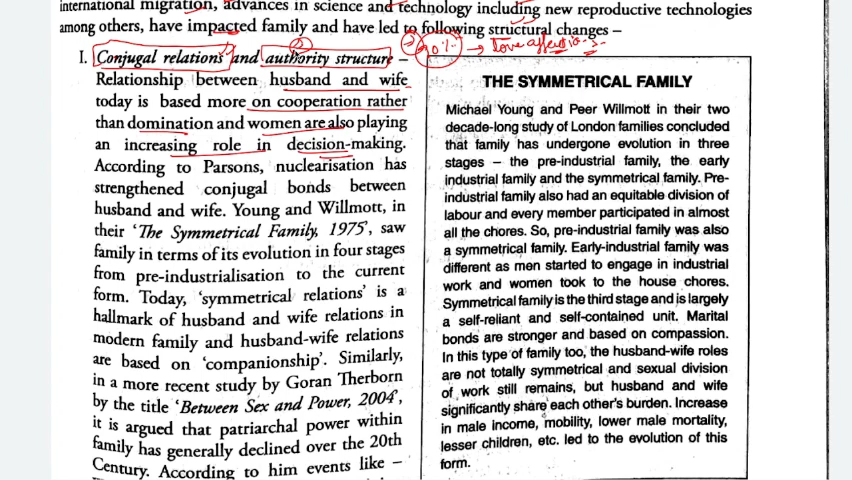 international migration, advances in science and technology including new reproductive technologies
among others, have impacted family and have led to following structural changes –
I. Conjugal relations and authority structure –
Relationship between husband and wife
today is based more on cooperation rather
than domination and women are also playing
an increasing role in decision-making.
According to Parsons, nuclearisation has
strengthened conjugal bonds between
husband and wife. Young and Willmott, in
their ‘The Symmetrical Family, 1975’, saw
family in terms of its evolution in four stages
from pre-industrialisation to the current
form. Today, ‘symmetrical relations’ is a
hallmark of husband and wife relations in
modern family and husband-wife relations
are based on ‘companionship’. Similarly,
in a more recent study by Goran Therborn
by the title ‘Between Sex and Power, 2004’,
it is argued that patriarchal power within
family has generally declined over the 20th
Century. According to him events like –
THE SYMMETRICAL FAMILY
Michael Young and Peer Willmott in their two
decade-long study of London families concluded
that family has undergone evolution in three
stages – the pre-industrial family, the early
industrial family and the symmetrical family. Pre-
industrial family also had an equitable division of
labour and every member participated in almost
all the chores. So, pre-industrial family was also
a symmetrical family. Early-industrial family was
different as men started to engage in industrial
work and women took to the house chores.
Symmetrical family is the third stage and is largely
a self-reliant and self-contained unit. Marital
bonds are stronger and based on compassion.
In this type of family too, the husband-wife roles
are not totally symmetrical and sexual division
of work still remains, but husband and wife
significantly share each other's burden. Increase
in male income, mobility, lower male mortality,
lesser children, etc. led to the evolution of this
form.